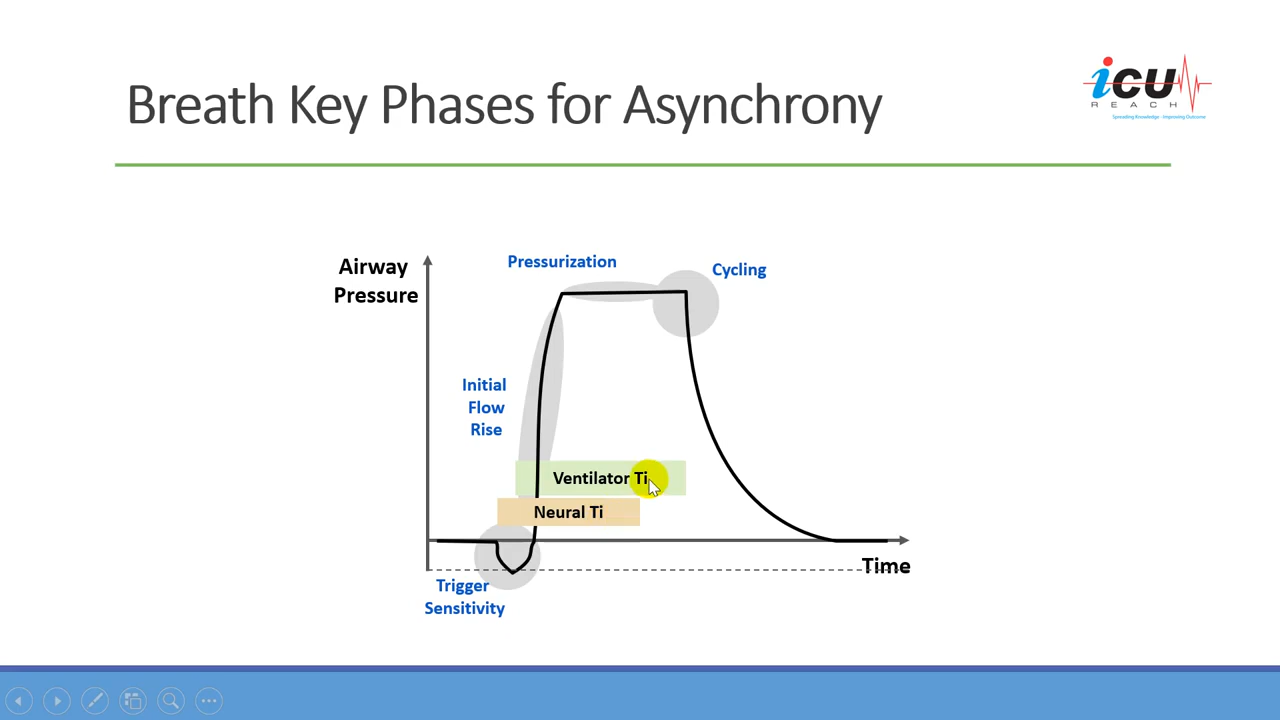 Breath Key Phases for Asynchrony
iCU
REACH
Spreading Knowledge · Improving Outcome
Airway
Pressure
Pressurization
Cycling
Initial
Flow
Rise
Ventilator Ti
Neural Ti
Time
Trigger
Sensitivity